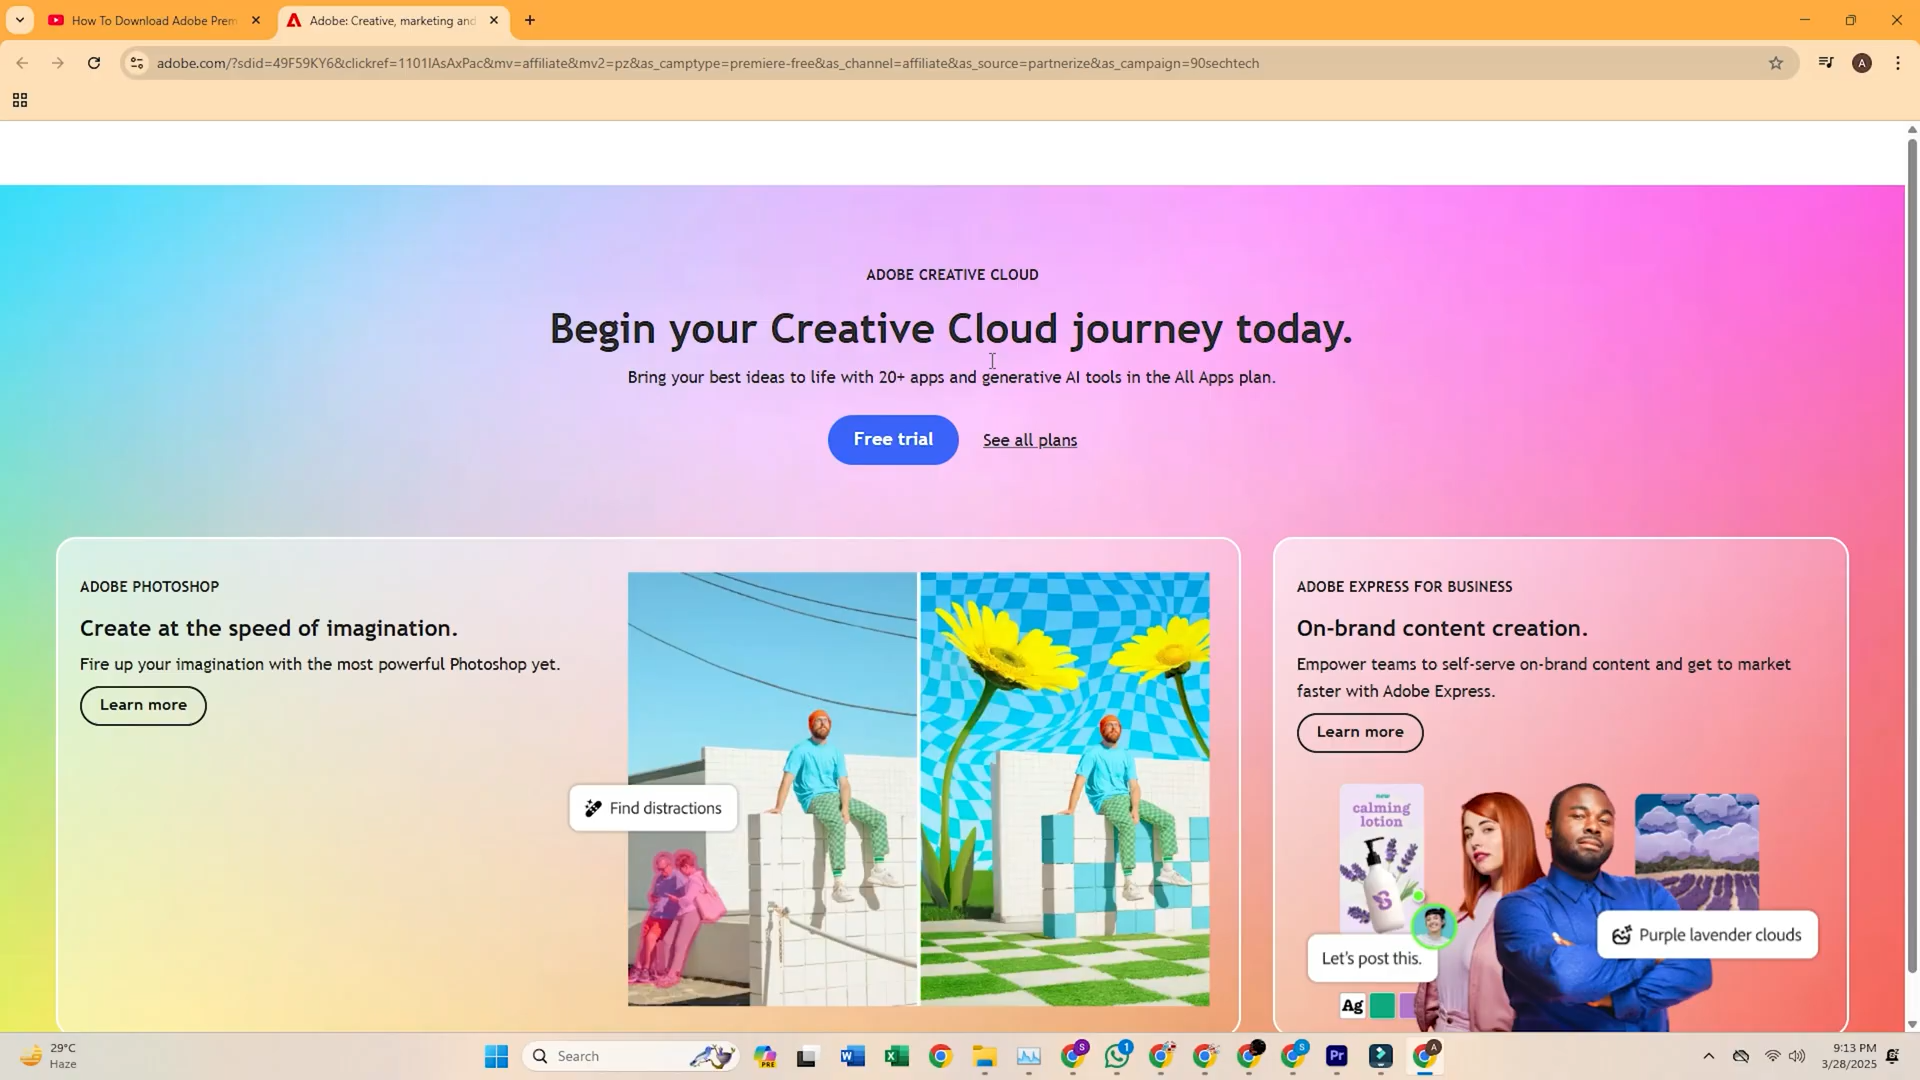 How To Download Adobe Prem
Adobe: Creative, marketing and
adobe.com/?sdid=49F59KY6&clickref=1101lAsAxPac&mv=affiliate&mv2=pz&as_camptype=premiere-free&as_channel=affiliate&as_source=partnerize&as_campaign=90sechtech
A
ADOBE CREATIVE CLOUD
Begin your Creative Cloud journey today.
Bring your best ideas to life with 20+ apps and generative AI tools in the All Apps plan.
Free trial
See all plans
ADOBE PHOTOSHOP
Create at the speed of imagination.
Fire up your imagination with the most powerful Photoshop yet.
Learn more
Find distractions
ADOBE EXPRESS FOR BUSINESS
On-brand content creation.
Empower teams to self-serve on-brand content and get to market
faster with Adobe Express.
Learn more
new
calming
lotion
Purple lavender clouds
Let's post this.
Ag
29°C
Haze
Search
PRE
S
1
S
Pr
A
9:13 PM
3/28/2025